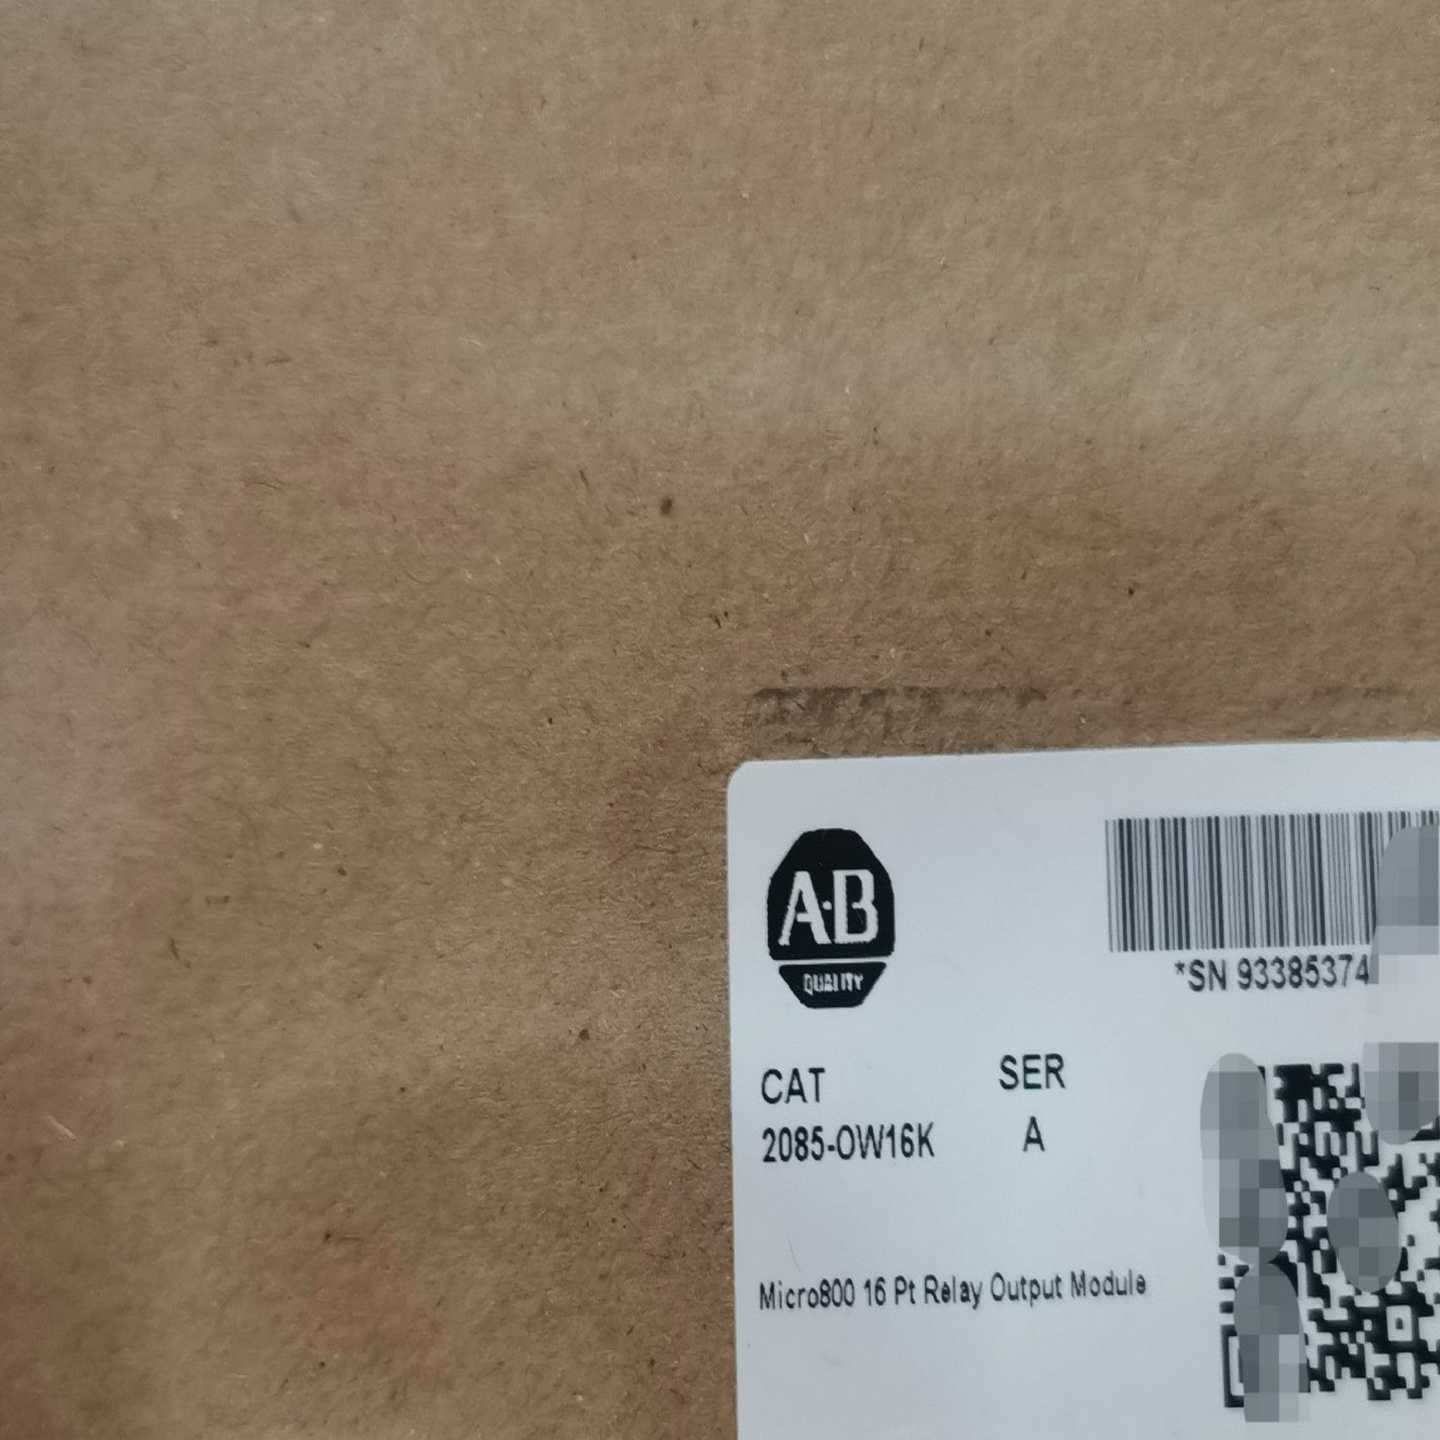 A·B
QUALITY
*SN 93385374
CAT SER
2085-OW16K A
Micro800 16 Pt Relay Output Module